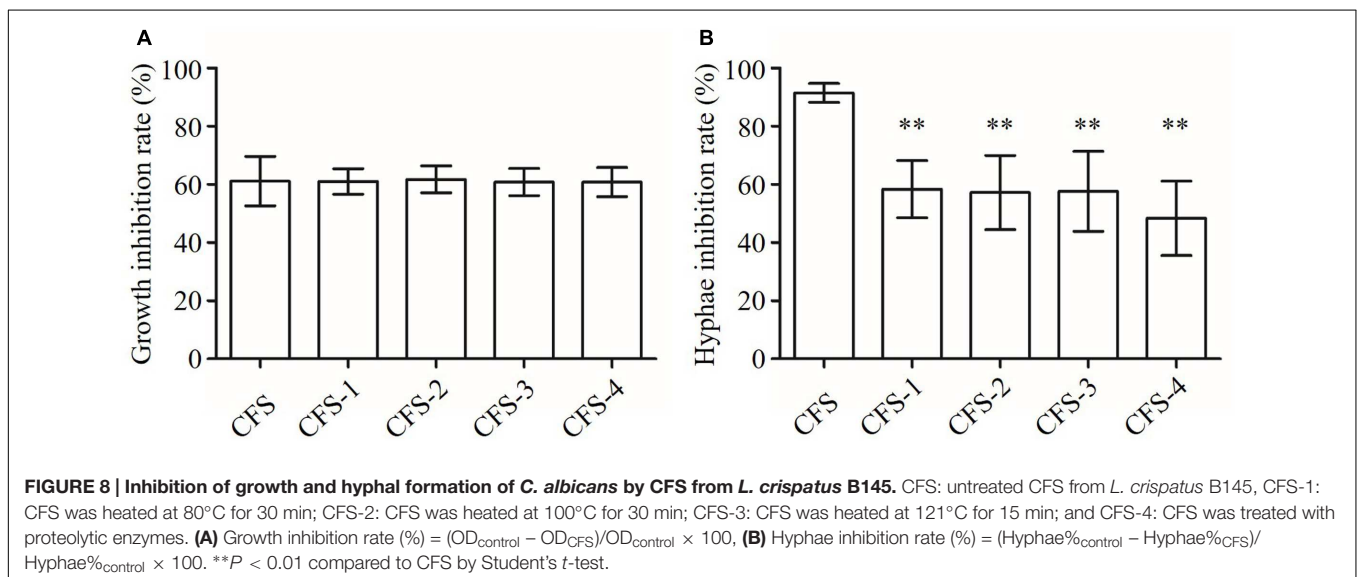 A
Growth inhibition rate (%)
100
80
60
40
20
0
CFS
CFS-1
CFS-2
CFS-3
CFS-4
B
Hyphae inhibition rate (%)
100
80
60
40
20
0
**
**
**
**
CFS
CFS-1
CFS-2
CFS-3
CFS-4
FIGURE 8 | Inhibition of growth and hyphal formation of C. albicans by CFS from L. crispatus B145. CFS: untreated CFS from L. crispatus B145, CFS-1:
CFS was heated at 80°C for 30 min; CFS-2: CFS was heated at 100°C for 30 min; CFS-3: CFS was heated at 121°C for 15 min; and CFS-4: CFS was treated with
proteolytic enzymes. (A) Growth inhibition rate (%) = (ODcontrol – ODCFS)/ODcontrol × 100, (B) Hyphae inhibition rate (%) = (Hyphae%control – Hyphae%CFS)/
Hyphae%control × 100. **P < 0.01 compared to CFS by Student's t-test.